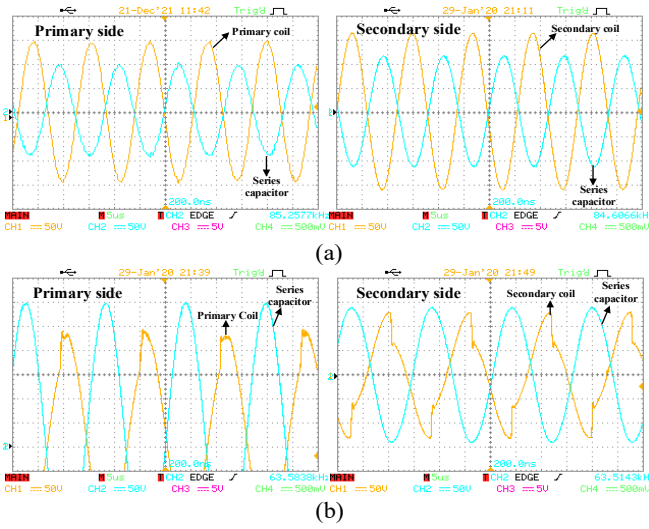 21-Dec'21 11:42 Trig'd
Primary side
Primary coil
Series
capacitor
200.0ns
MAIN M 5us T CH2 EDGE 85.2577kHz
CH1 50V CH2 50V CH3 5V CH4 500mV
29-Jan'20 21:11 Trig'd
Secondary side
Secondary coil
Series
capacitor
200.0ns
MAIN M 5us T CH2 EDGE 84.6066kH
CH1 50V CH2 50V CH3 5V CH4 500mV
(a)
29-Jan'20 21:39 Trig'd
Primary side
Series
capacitor
Primary Coil
200.0ns
MAIN M 5us T CH2 EDGE 63.5838kH
CH1 50V CH2 50V CH3 5V CH4 500mV
29-Jan'20 21:49 Trig'd
Secondary side
Secondary coil
Series
capacitor
200.0ns
MAIN M 5us T CH2 EDGE 63.5143kH
CH1 50V CH2 50V CH3 5V CH4 500mV
(b)